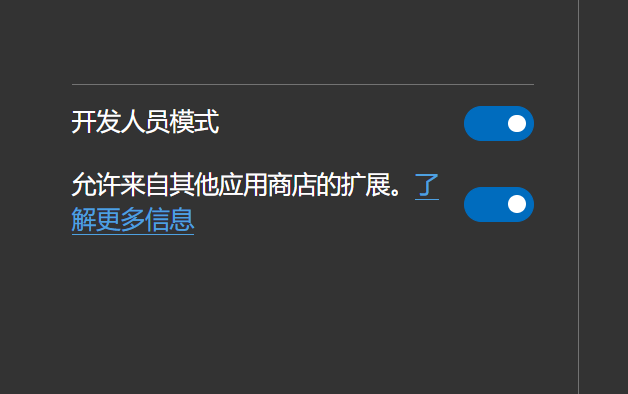 开发人员模式
允许来自其他应用商店的扩展。了
解更多信息